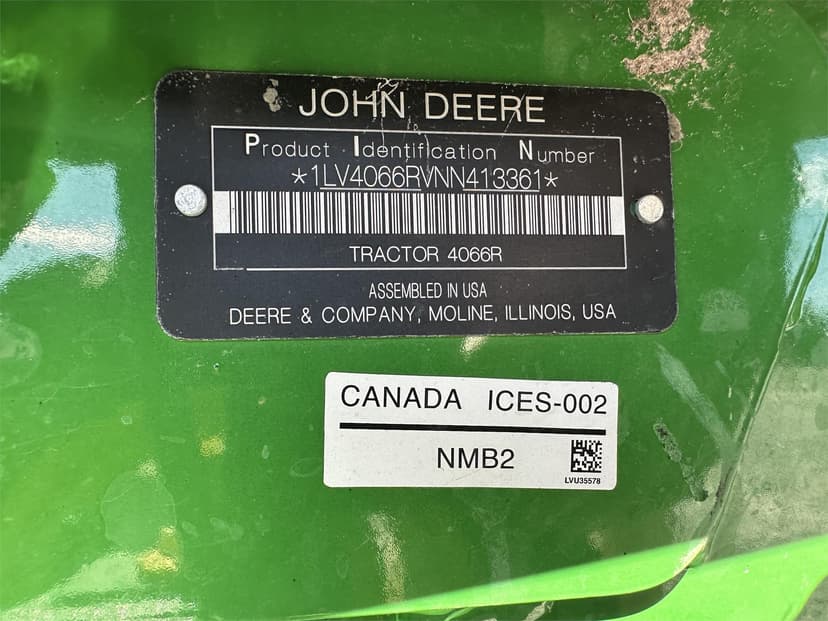 JOHN DEERE
Product Identification Number
*1LV4066RVNN413361*
TRACTOR 4066R
ASSEMBLED IN USA
DEERE & COMPANY, MOLINE, ILLINOIS, USA
CANADA ICES-002
NMB2
LVU35578